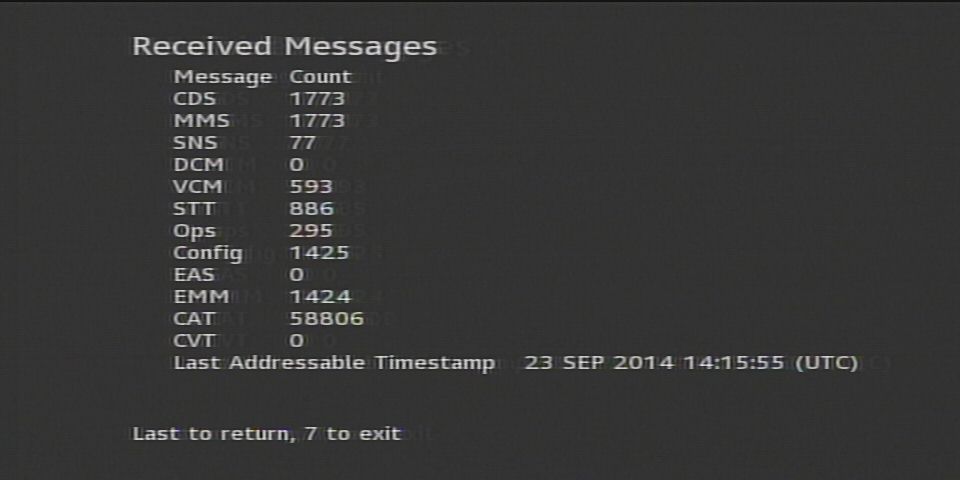 Received Messages
Message Count
CDS 1773
MMS 1773
SNS 77
DCM 0
VCM 593
STT 886
Ops 295
Config 1425
EAS 0
EMM 1424
CAT 58806
CVT 0
Last Addressable Timestamp 23 SEP 2014 14:15:55 (UTC)
Last to return, 7 to exit